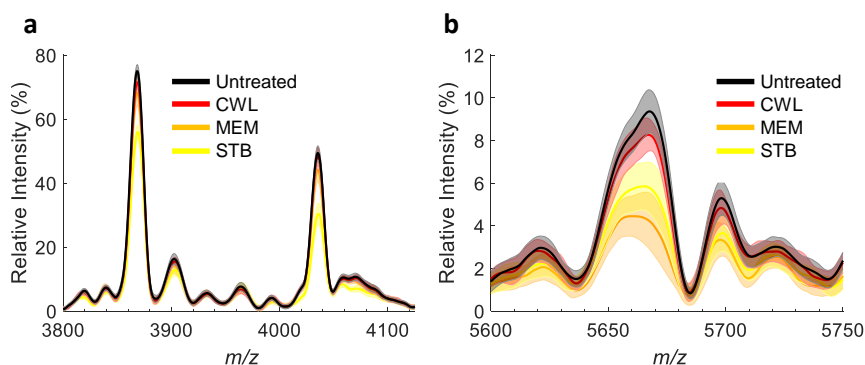 a
Relative Intensity (%)
80
60
40
20
0
3800
3900
4000
4100
m/z
Untreated
CWL
MEM
STB
b
Relative Intensity (%)
12
10
8
6
4
2
0
5600
5650
5700
5750
m/z
Untreated
CWL
MEM
STB